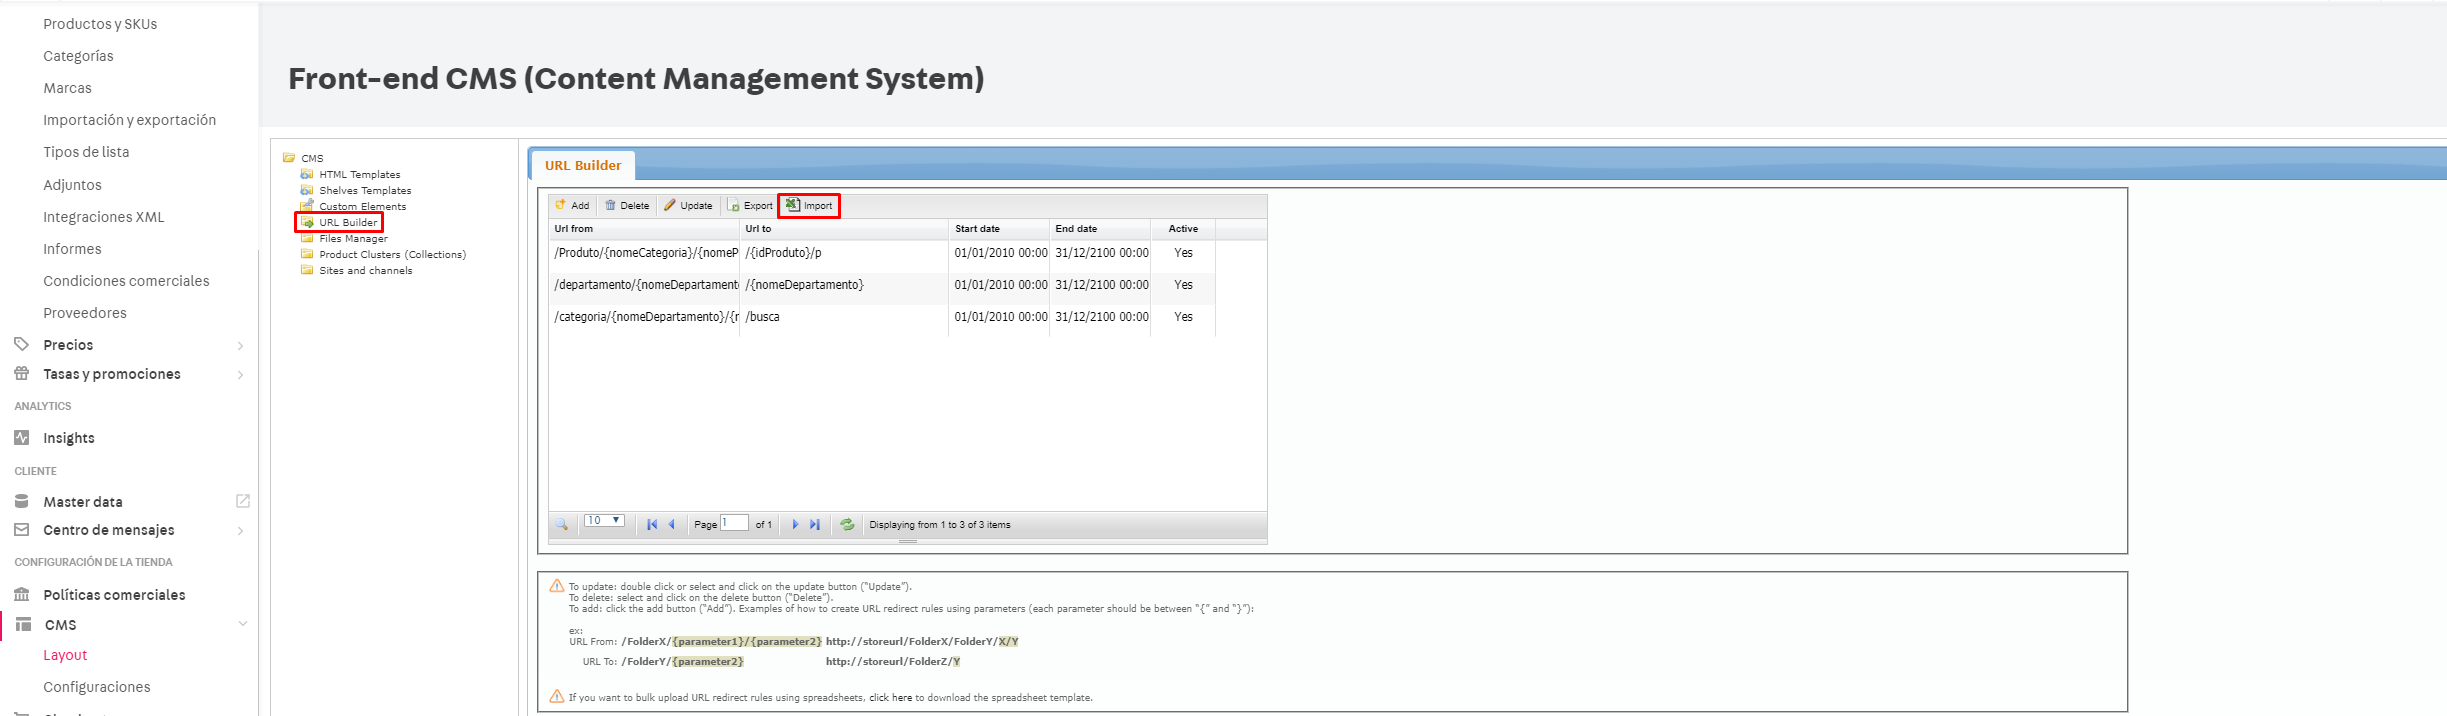 Productos y SKUs
Categorías
Marcas
Importación y exportación
Tipos de lista
Adjuntos
Integraciones XML
Informes
Condiciones comerciales
Proveedores
Precios
Tasas y promociones
ANALYTICS
Insights
CLIENTE
Master data
Centro de mensajes
CONFIGURACIÓN DE LA TIENDA
Políticas comerciales
CMS
Layout
Configuraciones
Front-end CMS (Content Management System)
CMS
HTML Templates
Shelves Templates
Custom Elements
URL Builder
Files Manager
Product Clusters (Collections)
Sites and channels
URL Builder
Add Delete Update Export Import
Url from Url to Start date End date Active
/Produto/{nomeCategoria}/{nomeP /{idProduto}/p 01/01/2010 00:00 31/12/2100 00:00 Yes
/departamento/{nomeDepartament /{nomeDepartamento} 01/01/2010 00:00 31/12/2100 00:00 Yes
/categoria/{nomeDepartamento}/{r /busca 01/01/2010 00:00 31/12/2100 00:00 Yes
10 Page 1 of 1 Displaying from 1 to 3 of 3 items
To update: double click or select and click on the update button (“Update”).
To delete: select and click on the delete button (“Delete”).
To add: click the add button (“Add”). Examples of how to create URL redirect rules using parameters (each parameter should be between “{” and “}”):
ex:
URL From: /FolderX/{parameter1}/{parameter2} http://storeurl/FolderX/FolderY/X/Y
URL To: /FolderY/{parameter2} http://storeurl/FolderZ/Y
If you want to bulk upload URL redirect rules using spreadsheets, click here to download the spreadsheet template.